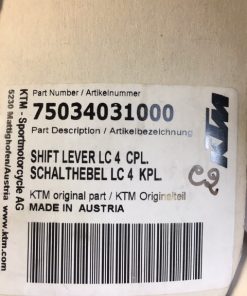 Part Number / Artikelnummer
75034031000
Part Description / Artikelbezeichnung
SHIFT LEVER LC 4 CPL.
SCHALTHEBEL LC 4 KPL.
KTM original part / KTM Originalteil
MADE IN AUSTRIA
KTM - Sportmotorcycle AG
5230 Mattighofen/Austria
www.ktm.com
KTM
C2